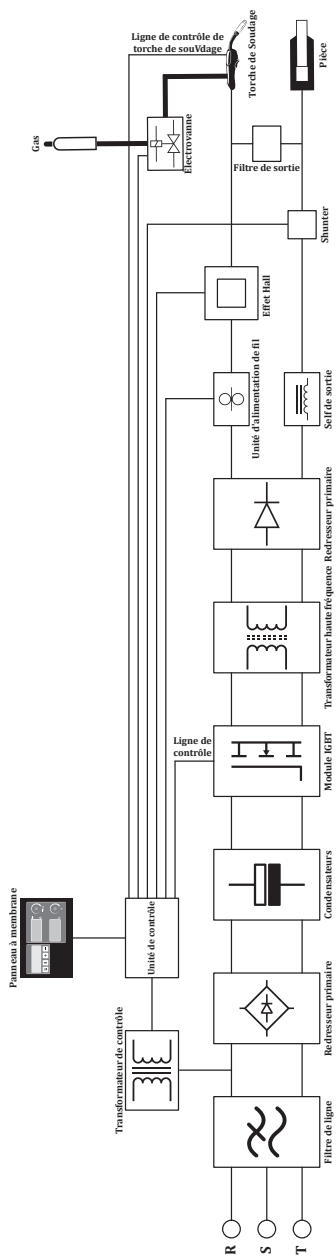 R
S
T
Filtre de ligne
Redresseur primaire
Condensateurs
Module IGBT
Transformateur haute fréquence
Redresseur primaire
Self de sortie
Shunter
Pièce
Transformateur de contrôle
Ligne de
contrôle
Unité d'alimentation de fil
Effet Hall
Filtre de sortie
Torche de Soudage
Panneau à membrane
Unité de contrôle
Gas
Electrovanne
Ligne de contrôle de
torche de souVdage